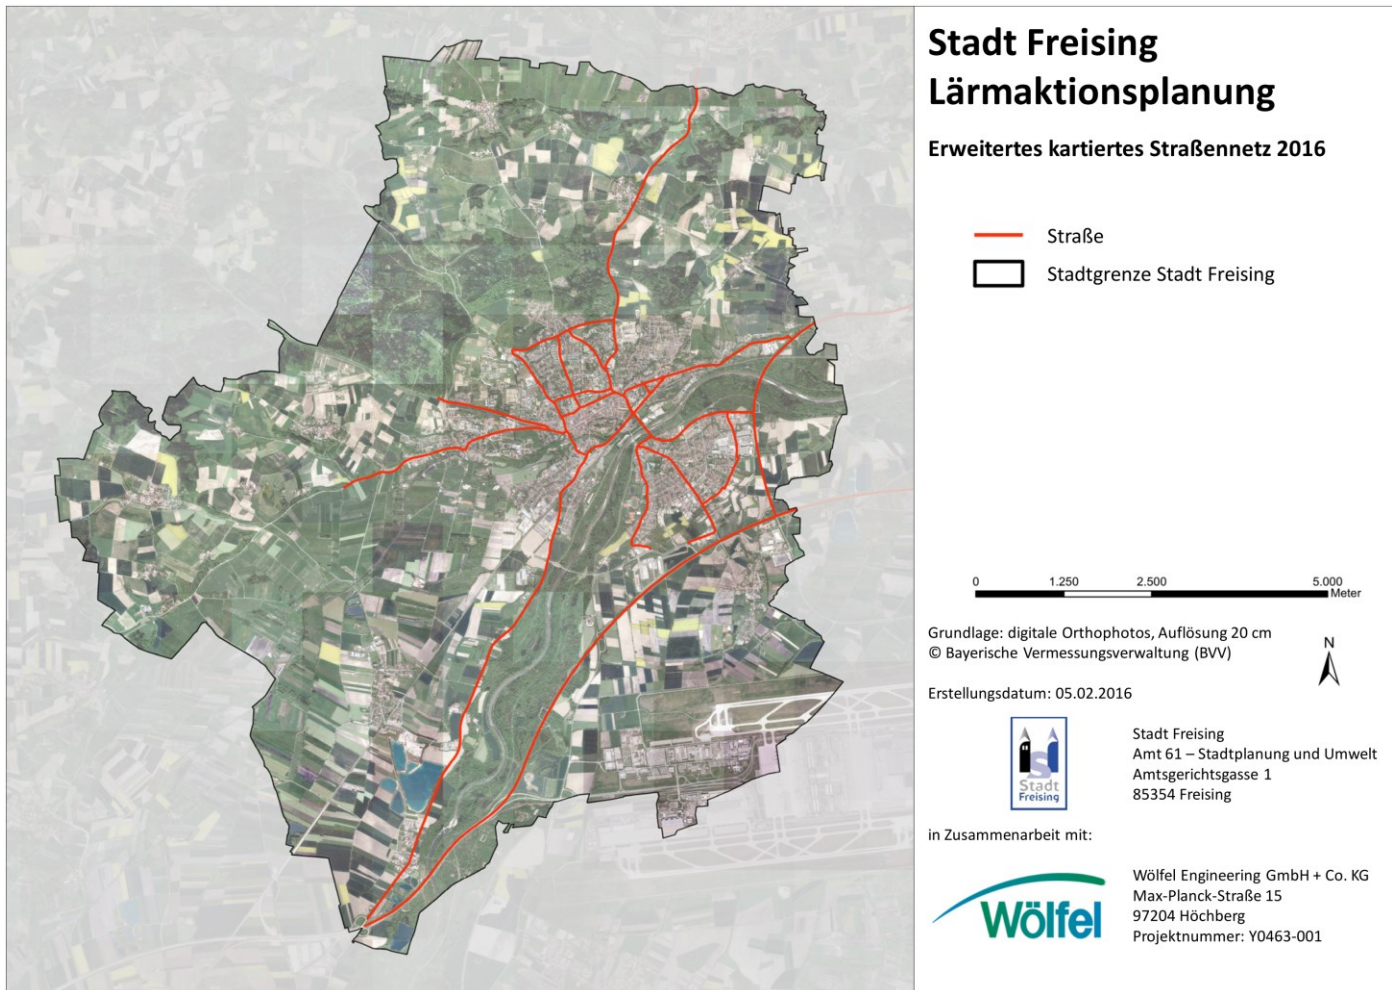 Stadt Freising
Lärmaktionsplanung
Erweitertes kartiertes Straßennetz 2016
Straße
Stadtgrenze Stadt Freising
0 1.250 2.500 5.000
Meter
Grundlage: digitale Orthophotos, Auflösung 20 cm
© Bayerische Vermessungsverwaltung (BVV)
N
Erstellungsdatum: 05.02.2016
S
Stadt
Freising
Stadt Freising
Amt 61 – Stadtplanung und Umwelt
Amtsgerichtsgasse 1
85354 Freising
in Zusammenarbeit mit:
Wölfel
Wölfel Engineering GmbH + Co. KG
Max-Planck-Straße 15
97204 Höchberg
Projektnummer: Y0463-001